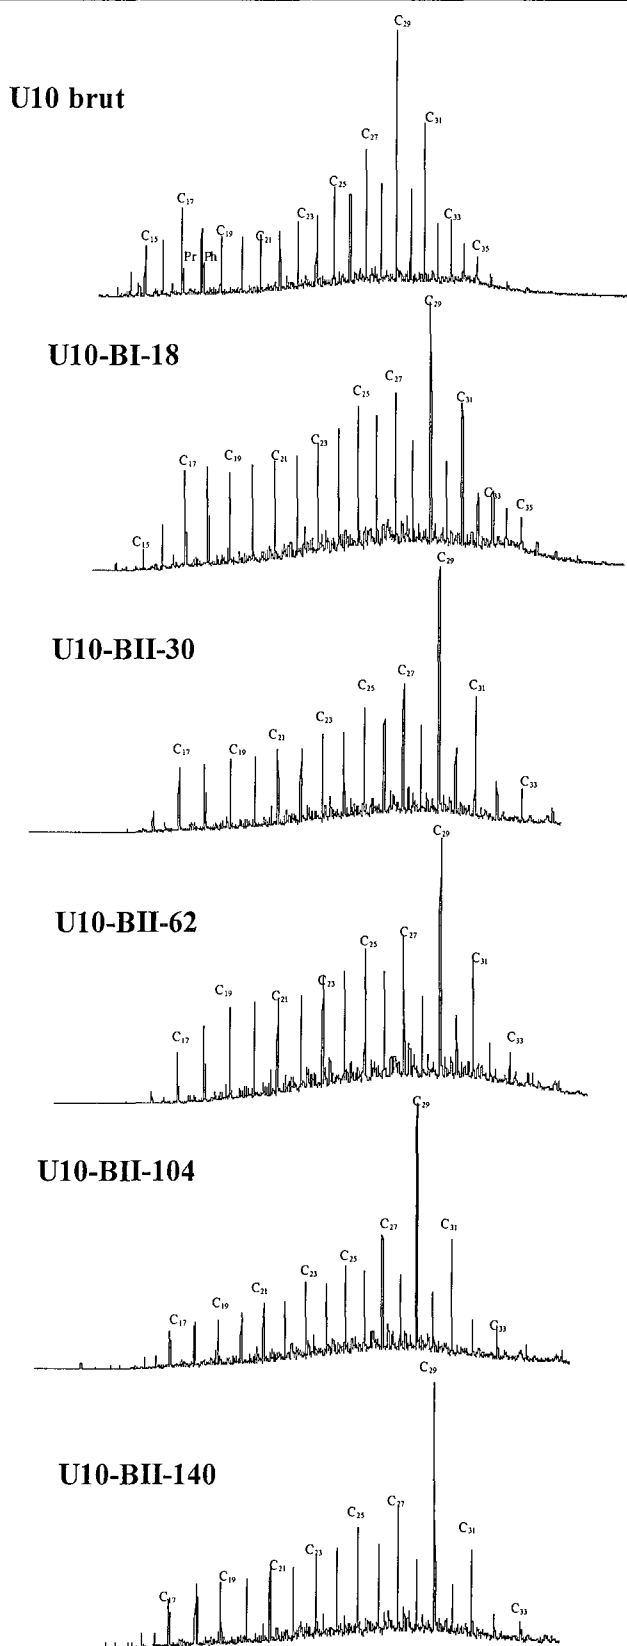 C29
U10 brut
C31
C27
C25
C17
C23
C33
C19
C21
C15
Pr
Ph
C35
C29
U10-BI-18
C27
C25
C31
C23
C19
C21
C17
C33
C35
C15
C29
U10-BII-30
C27
C25
C31
C23
C21
C17
C19
C33
C29
U10-BII-62
C27
C25
C31
C23
C19
C21
C17
C33
C29
U10-BII-104
C27
C31
C25
C23
C21
C19
C17
C33
C29
U10-BII-140
C27
C25
C31
C23
C21
C19
C17
C33